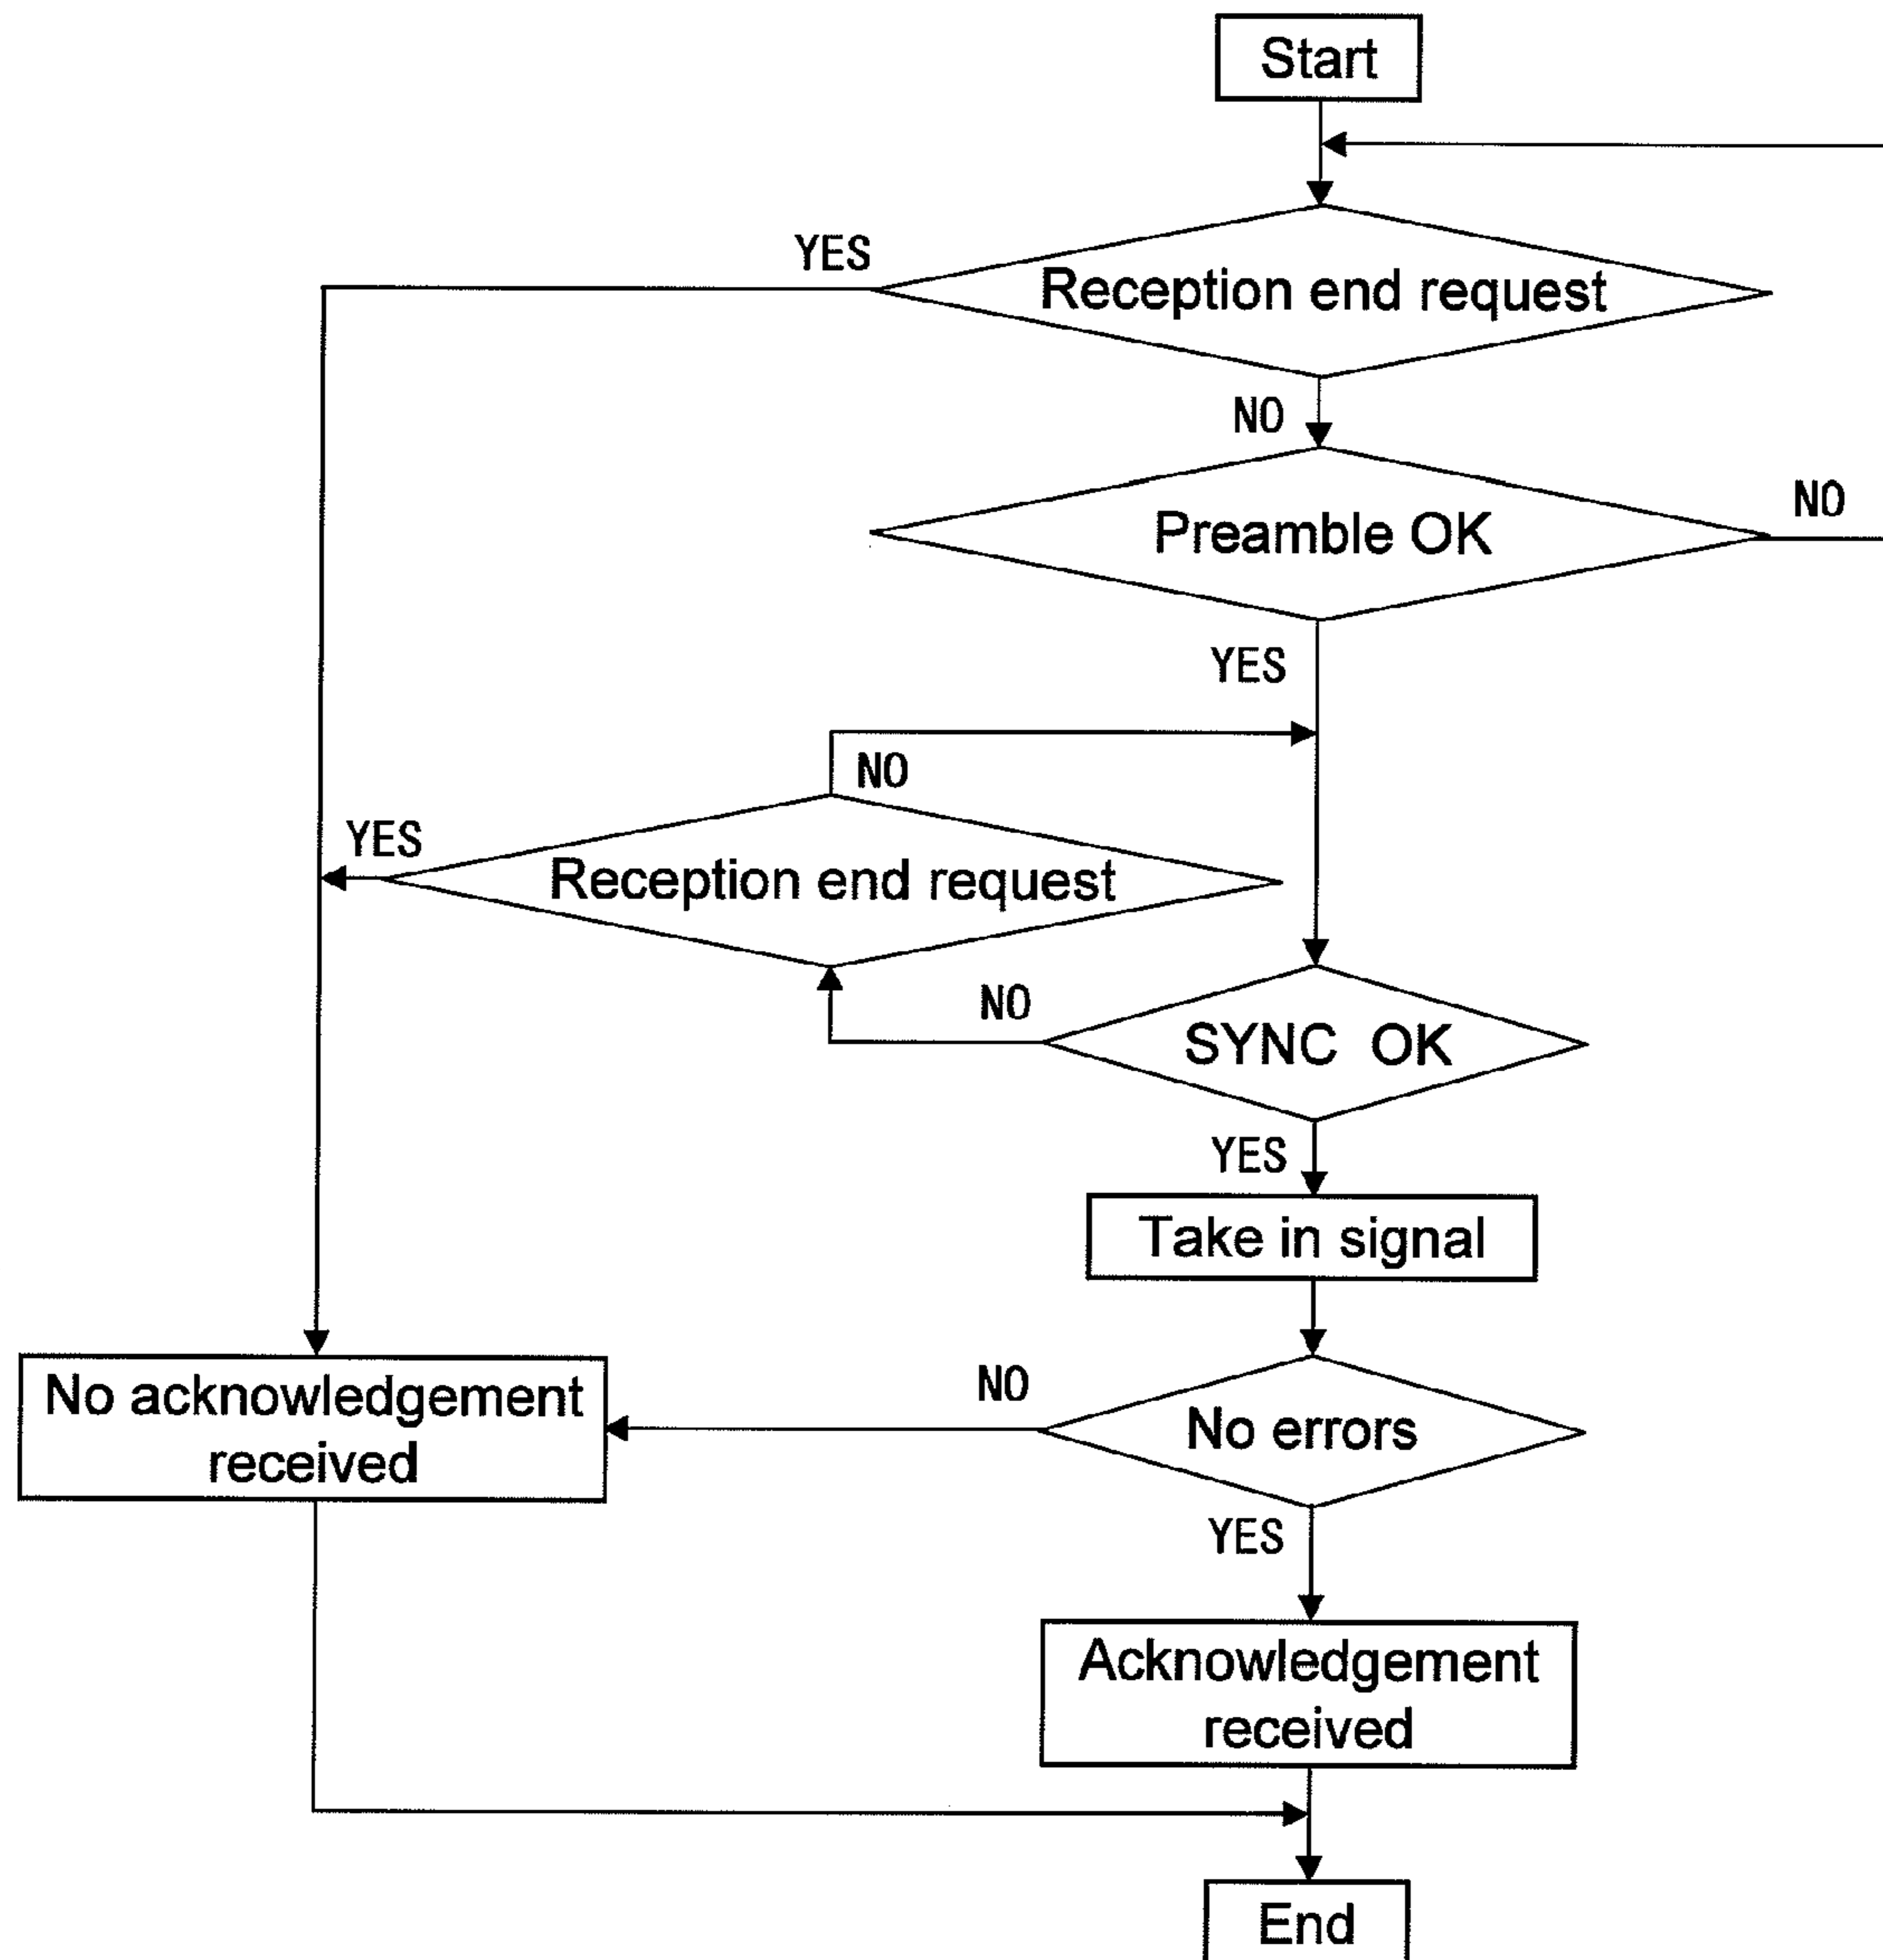 Start
YES
Reception end request
NO
Preamble OK
NO
YES
NO
YES
Reception end request
NO
SYNC OK
YES
Take in signal
No acknowledgement
received
NO
No errors
YES
Acknowledgement
received
End